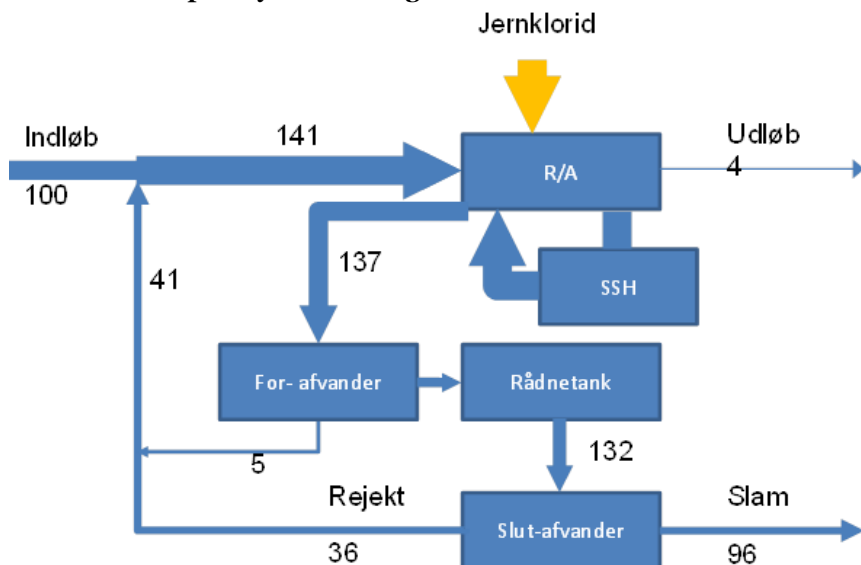 Jernklorid
Indløb
141
Udløb
100
R/A
4
137
41
SSH
For- afvander
Rådnetank
5
132
Rejekt
Slam
Slut-afvander
36
96